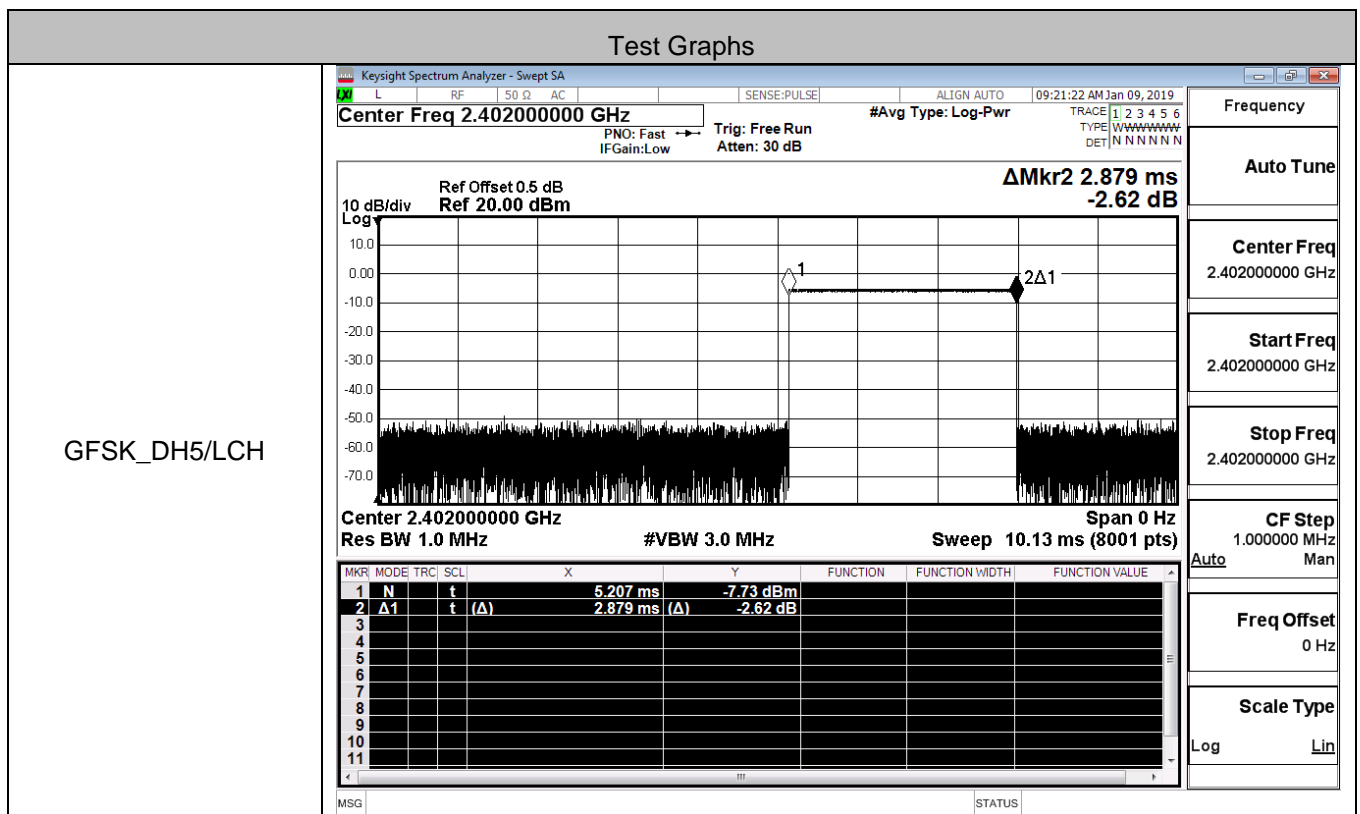 Test Graphs
GFSK_DH5/LCH
Keysight Spectrum Analyzer - Swept SA
LXI L RF 50 Ω AC SENSE:PULSE ALIGN AUTO 09:21:22 AM Jan 09, 2019
Center Freq 2.402000000 GHz #Avg Type: Log-Pwr TRACE 1 2 3 4 5 6
PNO: Fast Trig: Free Run TYPE WWWWWW
IFGain:Low Atten: 30 dB DET N N N N N N
ΔMkr2 2.879 ms
Ref Offset 0.5 dB
10 dB/div Ref 20.00 dBm -2.62 dB
Log
10.0
0.00
-10.0
-20.0
-30.0
-40.0
-50.0
-60.0
-70.0
1
2Δ1
Center 2.402000000 GHz Span 0 Hz
Res BW 1.0 MHz #VBW 3.0 MHz Sweep 10.13 ms (8001 pts)
MKR MODE TRC SCL X Y FUNCTION FUNCTION WIDTH FUNCTION VALUE
1 N t 5.207 ms -7.73 dBm
2 Δ1 t (Δ) 2.879 ms (Δ) -2.62 dB
3
4
5
6
7
8
9
10
11
MSG STATUS
Frequency
Auto Tune
Center Freq
2.402000000 GHz
Start Freq
2.402000000 GHz
Stop Freq
2.402000000 GHz
CF Step
1.000000 MHz
Auto Man
Freq Offset
0 Hz
Scale Type
Log Lin